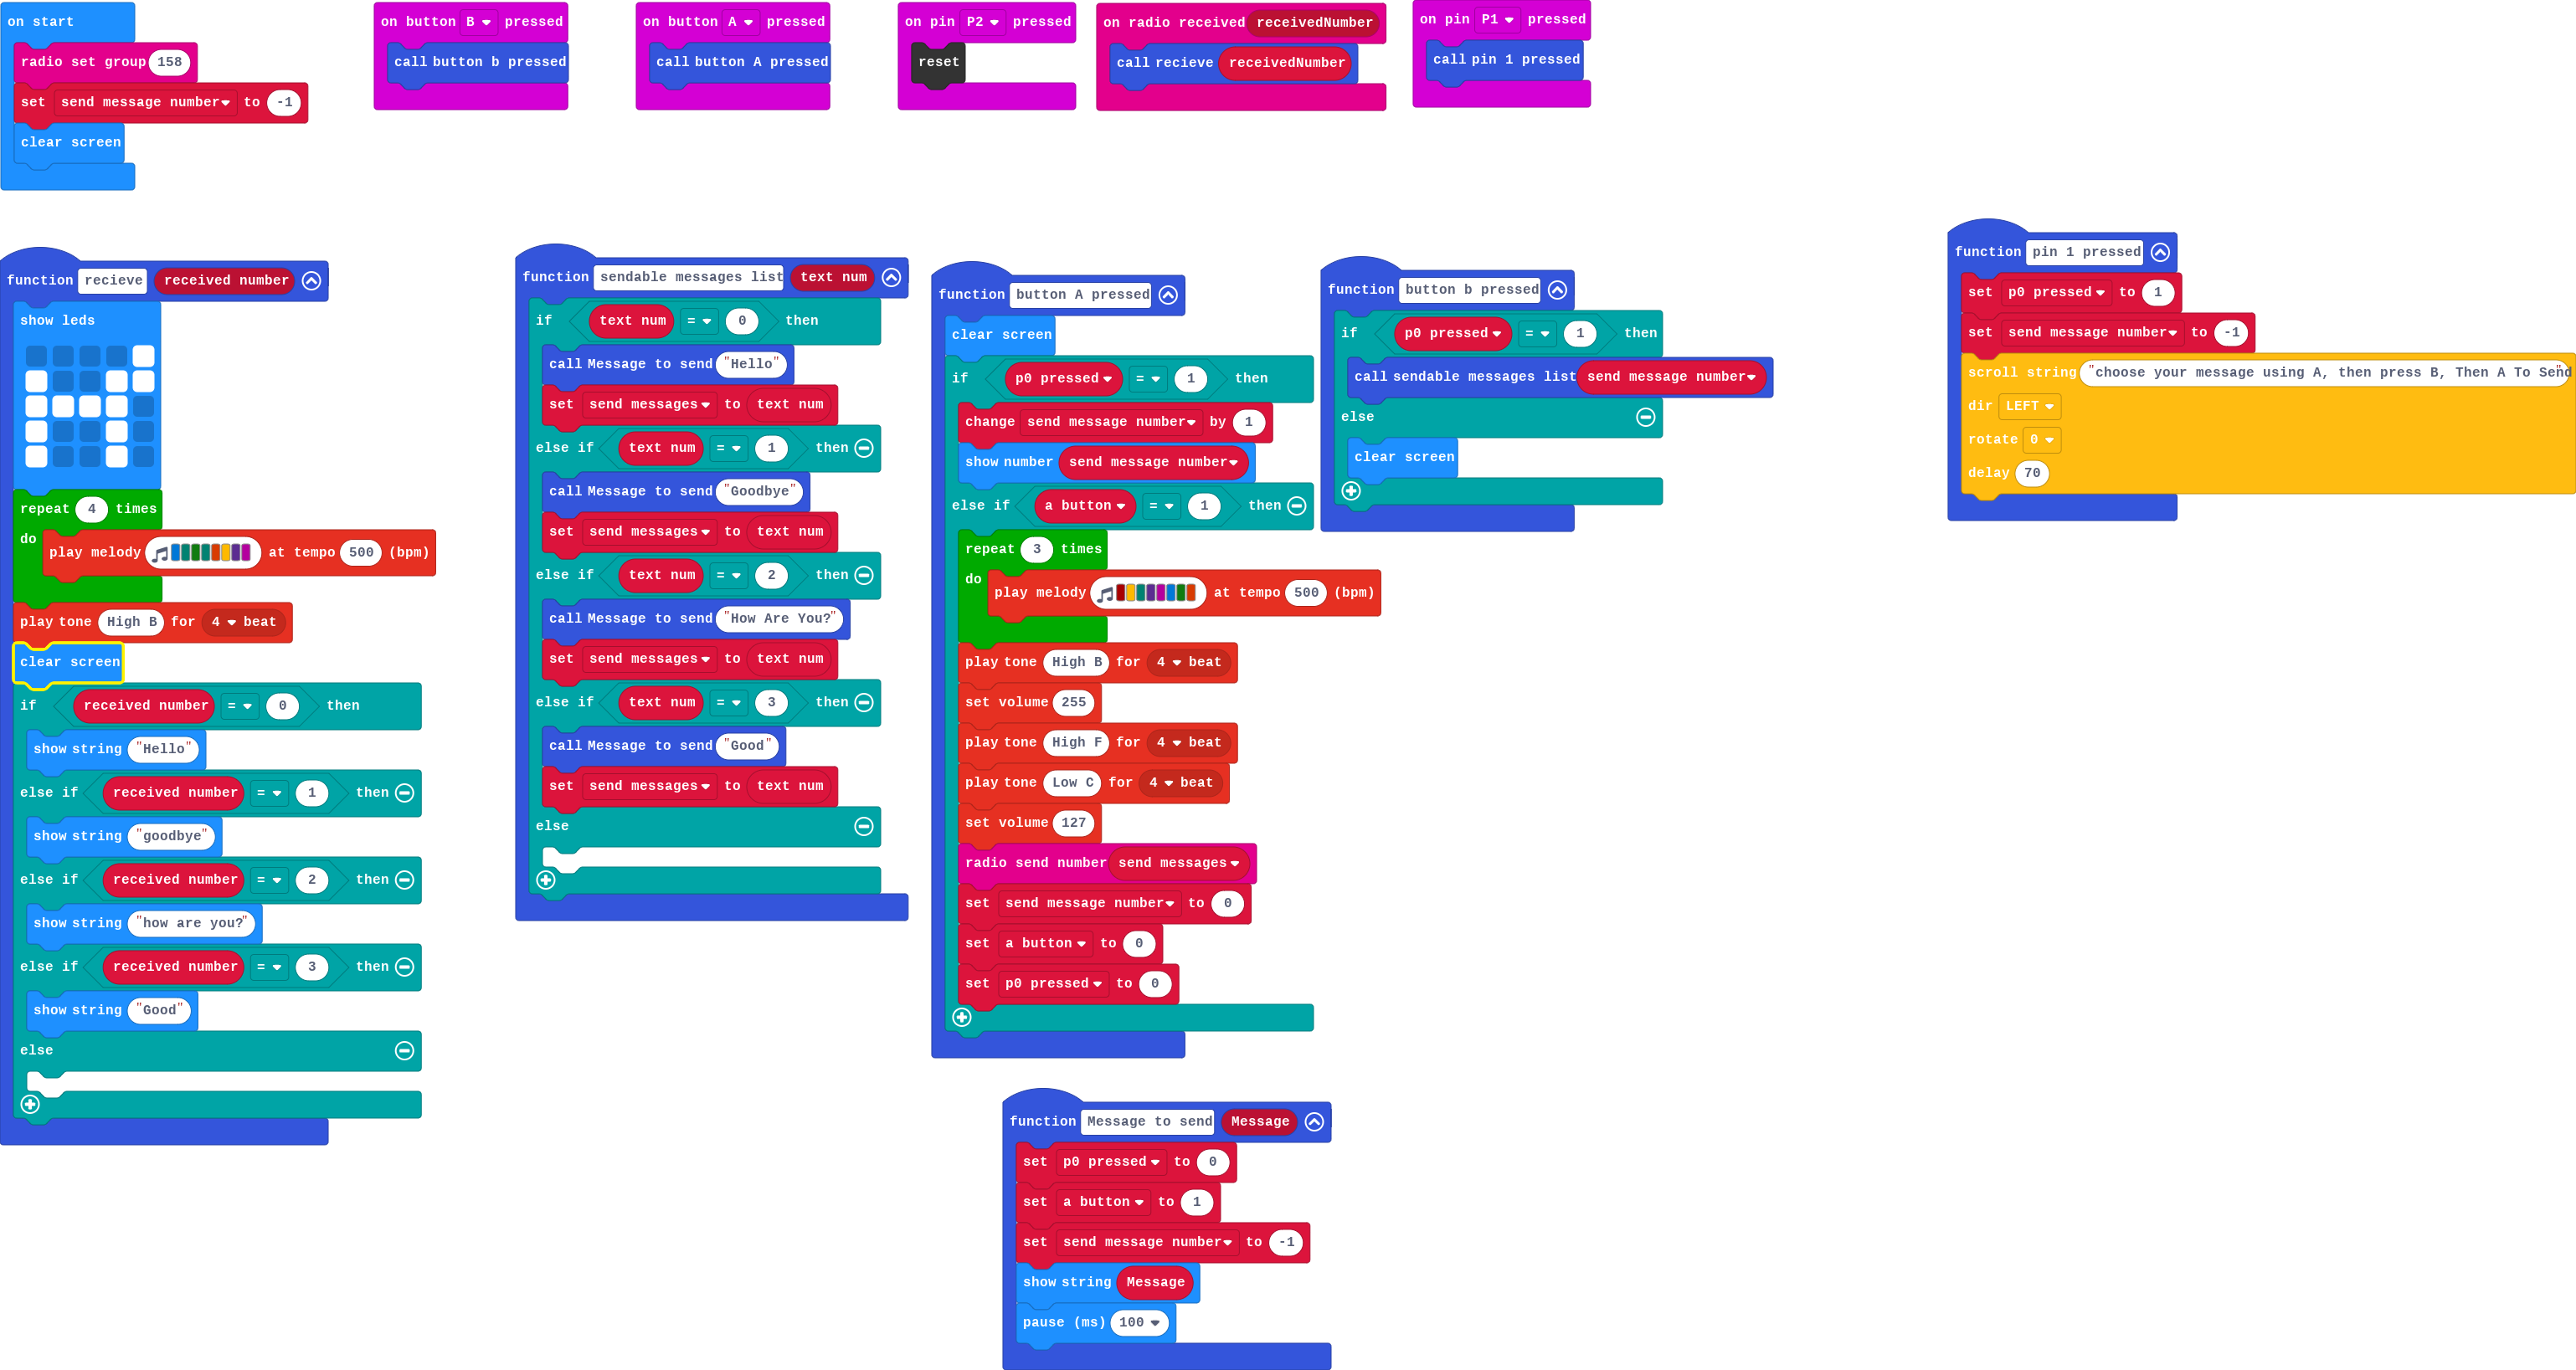 on start
radio set group 158
set send message number to -1
clear screen
on button B pressed
call button b pressed
on button A pressed
call button A pressed
on pin P2 pressed
reset
on radio received receivedNumber
call recieve receivedNumber
on pin P1 pressed
call pin 1 pressed
function recieve received number
show leds
repeat 4 times
do
play melody at tempo 500 (bpm)
play tone High B for 4 beat
clear screen
if received number = 0 then
show string "Hello"
else if received number = 1 then
show string "goodbye"
else if received number = 2 then
show string "how are you?"
else if received number = 3 then
show string "Good"
else
function sendable messages list text num
if text num = 0 then
call Message to send "Hello"
set send messages to text num
else if text num = 1 then
call Message to send "Goodbye"
set send messages to text num
else if text num = 2 then
call Message to send "How Are You?"
set send messages to text num
else if text num = 3 then
call Message to send "Good"
set send messages to text num
else
function button A pressed
clear screen
if p0 pressed = 1 then
change send message number by 1
show number send message number
else if a button = 1 then
repeat 3 times
do
play melody at tempo 500 (bpm)
play tone High B for 4 beat
set volume 255
play tone High F for 4 beat
play tone Low C for 4 beat
set volume 127
radio send number send messages
set send message number to 0
set a button to 0
set p0 pressed to 0
function button b pressed
if p0 pressed = 1 then
call sendable messages list send message number
else
clear screen
function pin 1 pressed
set p0 pressed to 1
set send message number to -1
scroll string "choose your message using A, then press B, Then A To Send"
dir LEFT
rotate 0
delay 70
function Message to send Message
set p0 pressed to 0
set a button to 1
set send message number to -1
show string Message
pause (ms) 100